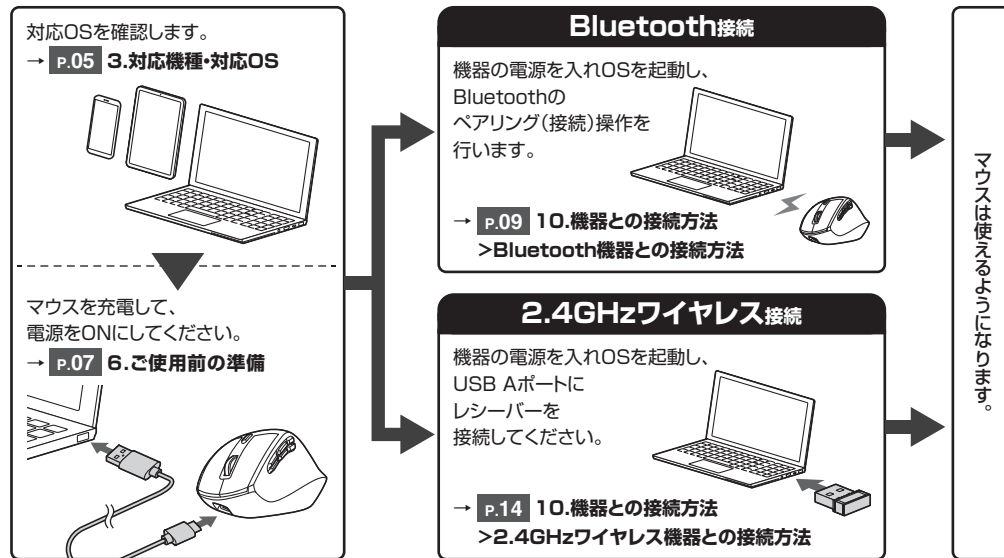 対応OSを確認します。
→ P.05 3.対応機種・対応OS
マウスを充電して、
電源をONにしてください。
→ P.07 6.ご使用前の準備
Bluetooth接続
機器の電源を入れOSを起動し、
Bluetoothの
ペアリング(接続)操作を
行います。
→ P.09 10.機器との接続方法
>Bluetooth機器との接続方法
2.4GHzワイヤレス接続
機器の電源を入れOSを起動し、
USB Aポートに
レシーバーを
接続してください。
→ P.14 10.機器との接続方法
>2.4GHzワイヤレス機器との接続方法
マウスは使えるようになります。